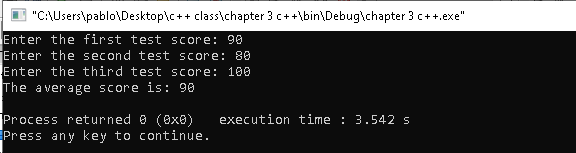 "C:\Users\pablo\Desktop\c++ class\chapter 3 c++\bin\Debug\chapter 3 c++.exe"
Enter the first test score: 90
Enter the second test score: 80
Enter the third test score: 100
The average score is: 90
Process returned 0 (0x0)   execution time : 3.542 s
Press any key to continue.